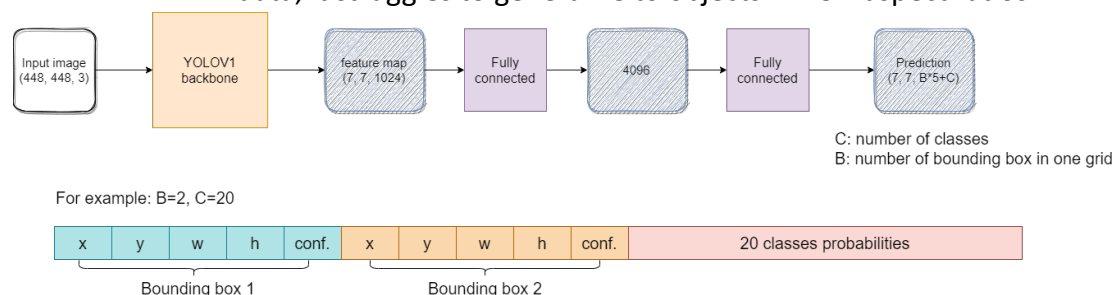 Input image
(448, 448, 3)
YOLOV1
backbone
feature map
(7, 7, 1024)
Fully
connected
4096
Fully
connected
Prediction
(7, 7, B*5+C)
C: number of classes
B: number of bounding box in one grid
For example: B=2, C=20
x y w h conf. x y w h conf. 20 classes probabilities
Bounding box 1 Bounding box 2